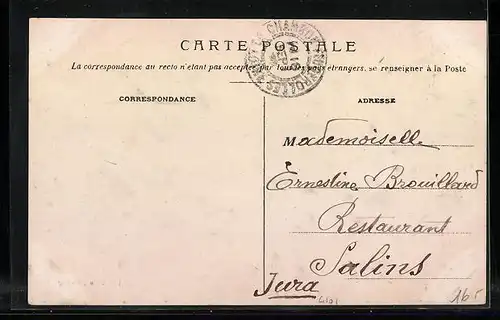 CARTE POSTALE
La correspondance au recto n'étant pas acceptée par tous les pays étrangers, se renseigner à la Poste
CORRESPONDANCE
ADRESSE
Mademoiselle
Ernestine Brouilland
Restaurant
Salins
Jura